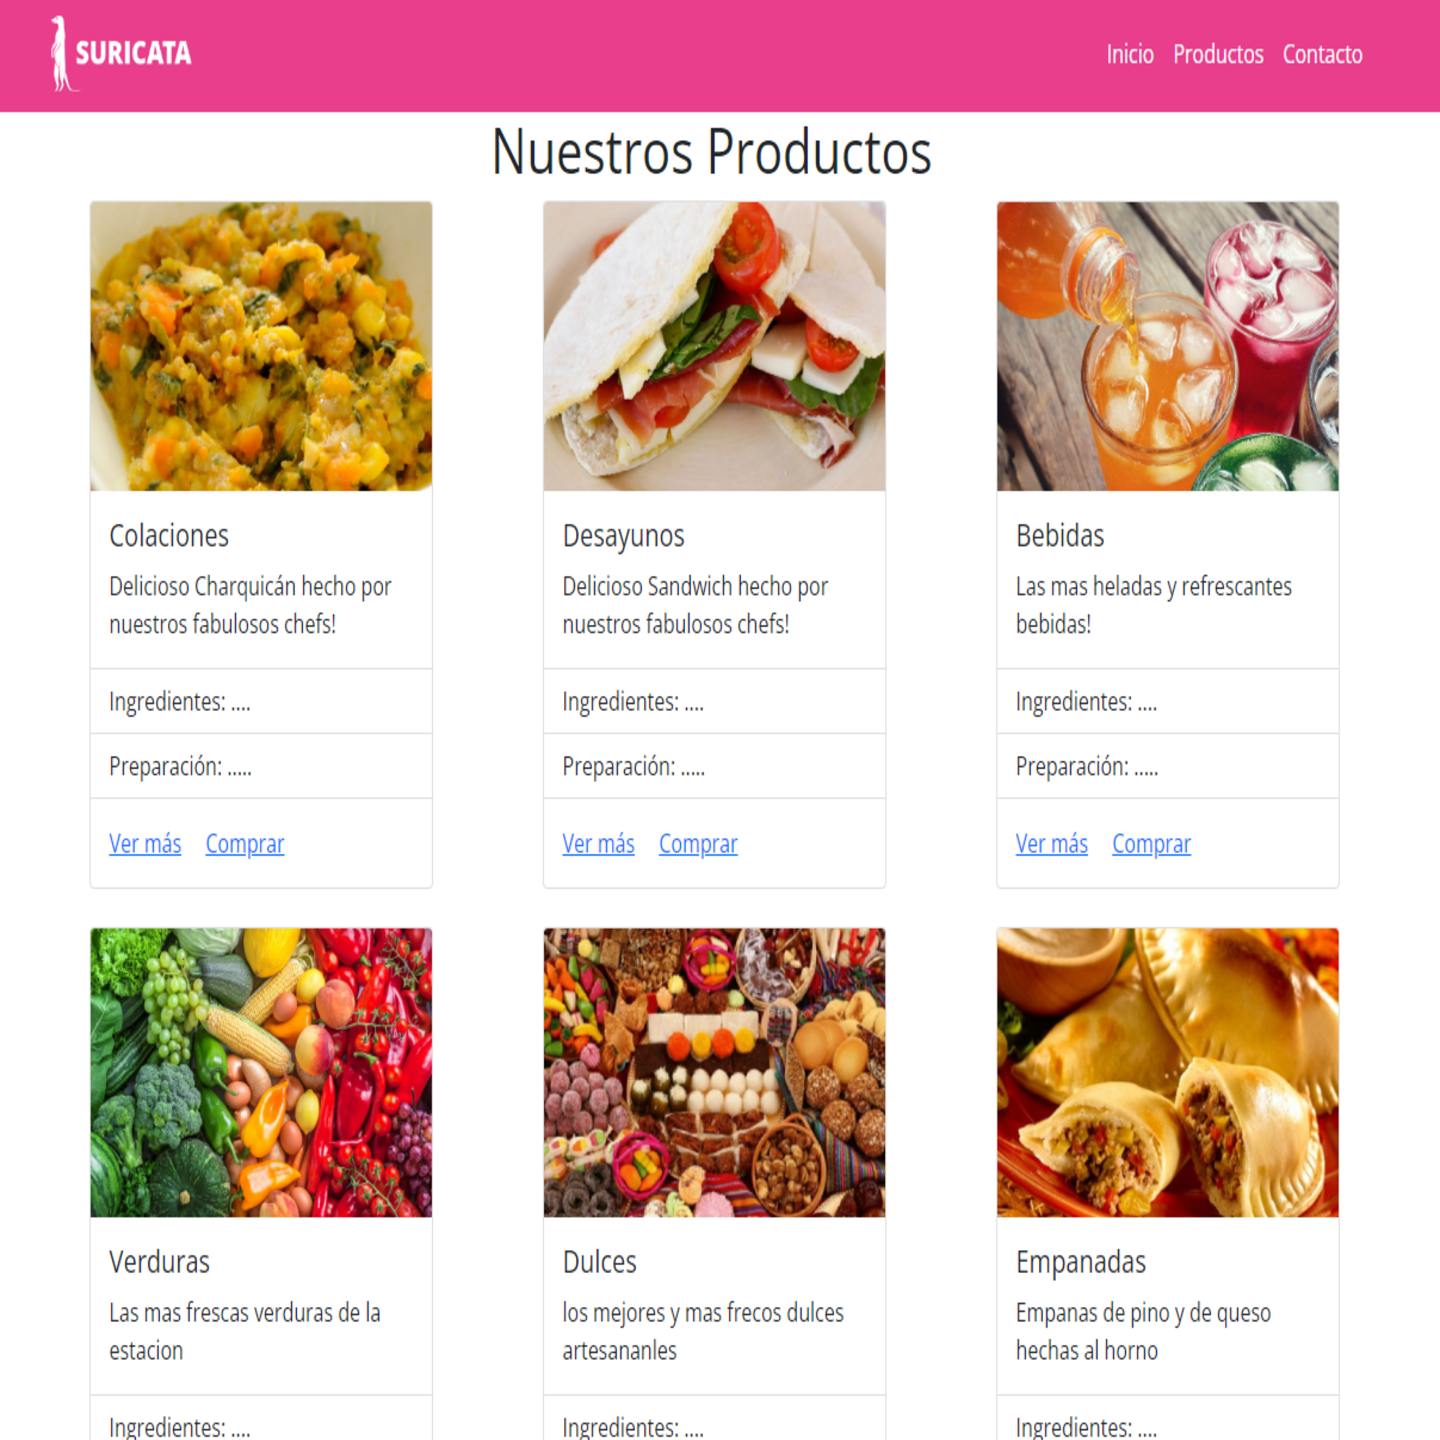 SURICATA
Inicio Productos Contacto
Nuestros Productos
Colaciones
Delicioso Charquicán hecho por
nuestros fabulosos chefs!
Ingredientes: ....
Preparación: .....
Ver más Comprar
Desayunos
Delicioso Sandwich hecho por
nuestros fabulosos chefs!
Ingredientes: ....
Preparación: .....
Ver más Comprar
Bebidas
Las mas heladas y refrescantes
bebidas!
Ingredientes: ....
Preparación: .....
Ver más Comprar
Verduras
Las mas frescas verduras de la
estacion
Ingredientes: ....
Dulces
los mejores y mas frecos dulces
artesananles
Ingredientes: ....
Empanadas
Empanas de pino y de queso
hechas al horno
Ingredientes: ....